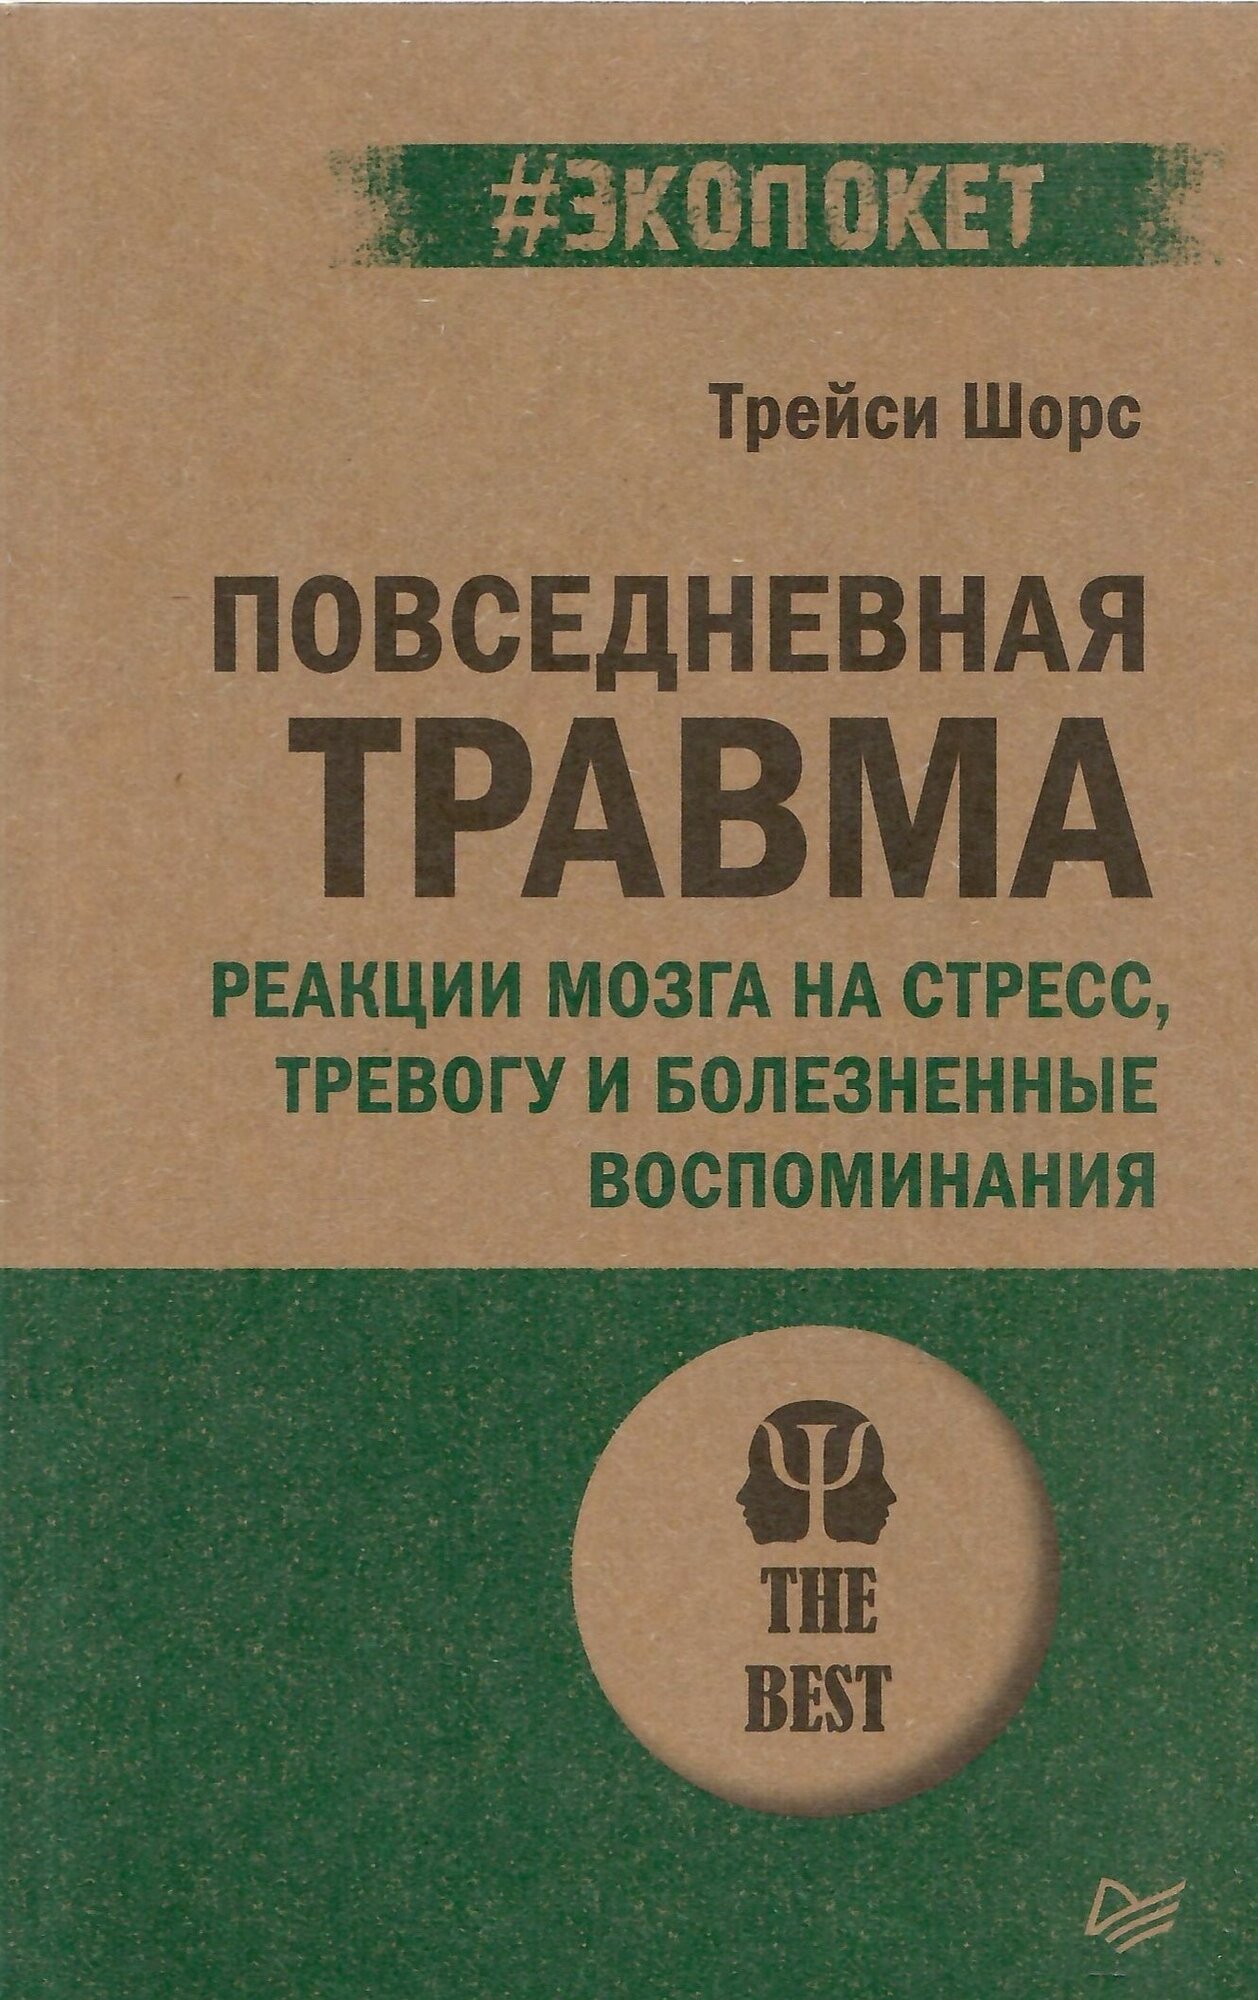 #ЭКОПОКЕТ
Трейси Шорс
ПОВСЕДНЕВНАЯ
ТРАВМА
РЕАКЦИИ МОЗГА НА СТРЕСС,
ТРЕВОГУ И БОЛЕЗНЕННЫЕ
ВОСПОМИНАНИЯ
THE
BEST